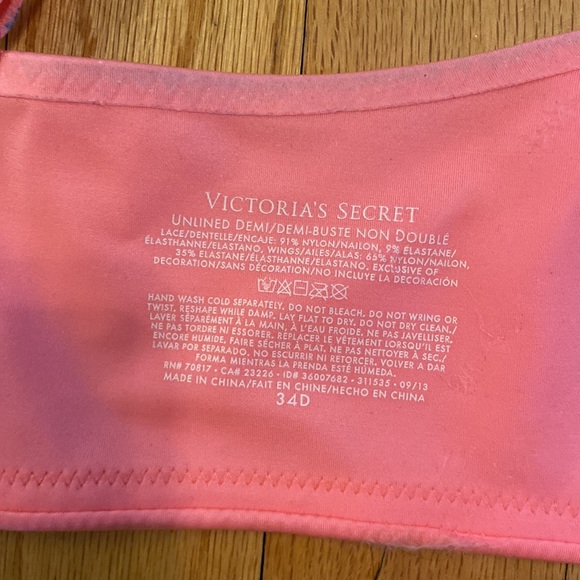 VICTORIA'S SECRET
UNLINED DEMI/DEMI-BUSTE NON DOUBLÉ
LACE/DENTELLE/ENCAJE: 91% NYLON/NAILON, 9% ELASTANE/
ÉLASTHANNE/ELASTANO, WINGS/AILES/ALAS: 65% NYLON/NAILON,
35% ELASTANE/ÉLASTHANNE/ELASTANO. EXCLUSIVE OF
DECORATION/SANS DÉCORATION/NO INCLUYE LA DECORACIÓN
HAND WASH COLD SEPARATELY. DO NOT BLEACH. DO NOT WRING OR
TWIST. RESHAPE WHILE DAMP. LAY FLAT TO DRY. DO NOT DRY CLEAN./
LAVER SÉPARÉMENT À LA MAIN, À L'EAU FROIDE. NE PAS JAVELLISER.
NE PAS TORDRE NI ESSORER. REPLACER LE VÊTEMENT LORSQU'IL EST
ENCORE HUMIDE. FAIRE SÉCHER À PLAT. NE PAS NETTOYER À SEC./
LAVAR POR SEPARADO. NO ESCURRIR NI RETORCER. VOLVER A DAR
FORMA MIENTRAS LA PRENDA ESTÉ HÚMEDA.
RN# 70817 • CA# 23226 • ID# 36007682 • 311535 • 09/13
MADE IN CHINA/FAIT EN CHINE/HECHO EN CHINA
34D